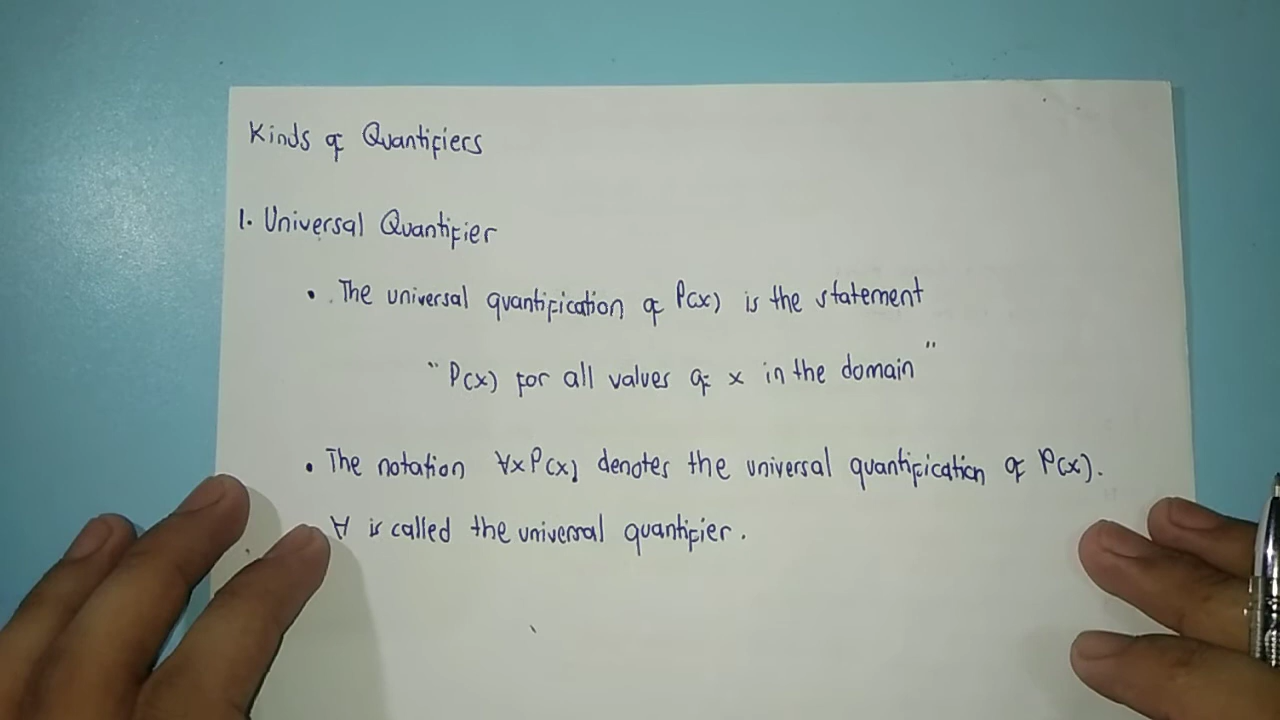 Kinds of Quantifiers
1. Universal Quantifier
• The universal quantification of P(x) is the statement
"P(x) for all values of x in the domain"
• The notation ∀xP(x) denotes the universal quantification of P(x).
∀ is called the universal quantifier.